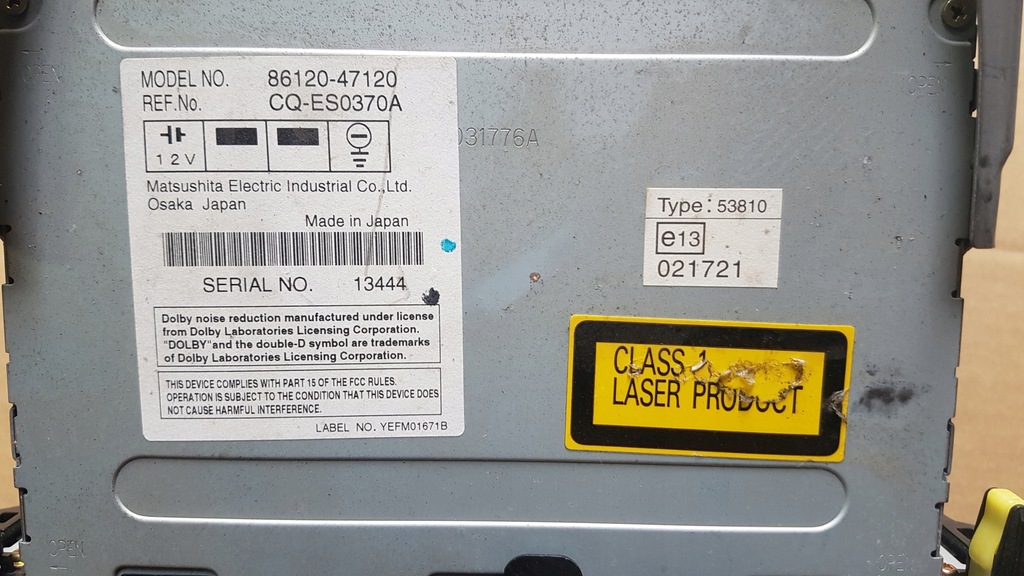 OPEN
OPEN
MODEL NO. 86120-47120
REF.No. CQ-ES0370A
12V
031776A
Matsushita Electric Industrial Co.,Ltd.
Osaka Japan
Made in Japan
SERIAL NO. 13444
Dolby noise reduction manufactured under license
from Dolby Laboratories Licensing Corporation.
"DOLBY" and the double-D symbol are trademarks
of Dolby Laboratories Licensing Corporation.
THIS DEVICE COMPLIES WITH PART 15 OF THE FCC RULES.
OPERATION IS SUBJECT TO THE CONDITION THAT THIS DEVICE DOES
NOT CAUSE HARMFUL INTERFERENCE.
LABEL NO. YEFM01671B
Type: 53810
e13
021721
CLASS 1
LASER PRODUCT
OPEN
OPEN